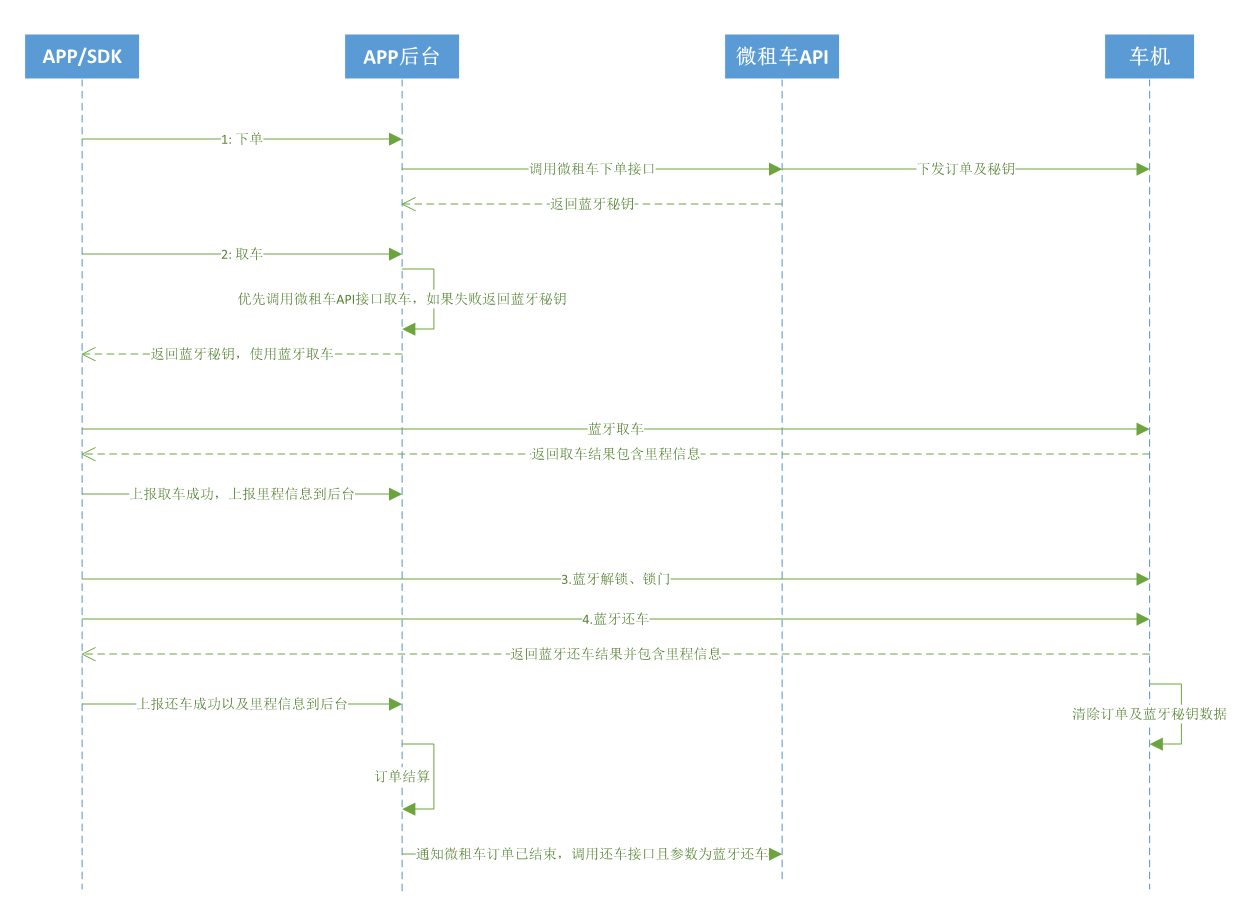 APP/SDK
APP后台
微租车API
车机
1: 下单
调用微租车下单接口
下发订单及秘钥
返回蓝牙秘钥
2: 取车
优先调用微租车API接口取车，如果失败返回蓝牙秘钥
返回蓝牙秘钥，使用蓝牙取车
蓝牙取车
返回取车结果包含里程信息
上报取车成功，上报里程信息到后台
3.蓝牙解锁、锁门
4.蓝牙还车
返回蓝牙还车结果并包含里程信息
上报还车成功以及里程信息到后台
清除订单及蓝牙秘钥数据
订单结算
通知微租车订单已结束，调用还车接口且参数为蓝牙还车